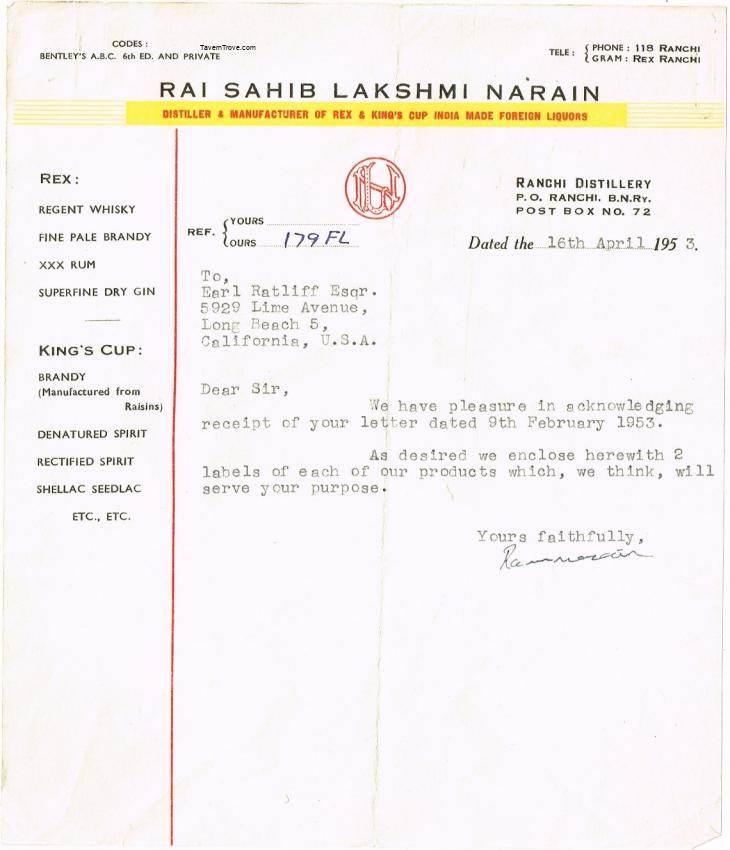 CODES :
BENTLEY'S A.B.C. 6th ED. AND PRIVATE
TavernTrove.com
TELE : { PHONE : 118 RANCHI
GRAM : REX RANCHI
RAI SAHIB LAKSHMI NARAIN
DISTILLER & MANUFACTURER OF REX & KING'S CUP INDIA MADE FOREIGN LIQUORS
REX :
REGENT WHISKY
FINE PALE BRANDY
XXX RUM
SUPERFINE DRY GIN
KING'S CUP :
BRANDY
(Manufactured from
Raisins)
DENATURED SPIRIT
RECTIFIED SPIRIT
SHELLAC SEEDLAC
ETC., ETC.
RANCHI DISTILLERY
P.O. RANCHI. B.N.RY.
POST BOX NO. 72
REF. { YOURS
OURS 179 FL
Dated the 16th April 1953.
To,
Earl Ratliff Esqr.
5929 Lime Avenue,
Long Beach 5,
California, U.S.A.
Dear Sir,
We have pleasure in acknowledging
receipt of your letter dated 9th February 1953.
As desired we enclose herewith 2
labels of each of our products which, we think, will
serve your purpose.
Yours faithfully,